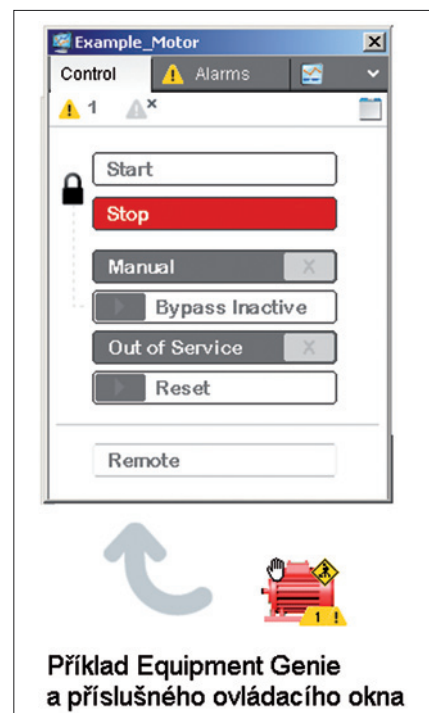 Example_Motor
Control Alarms
1
Start
Stop
Manual X
Bypass Inactive
Out of Service X
Reset
Remote
1 !
Příklad Equipment Genie
a příslušného ovládacího okna